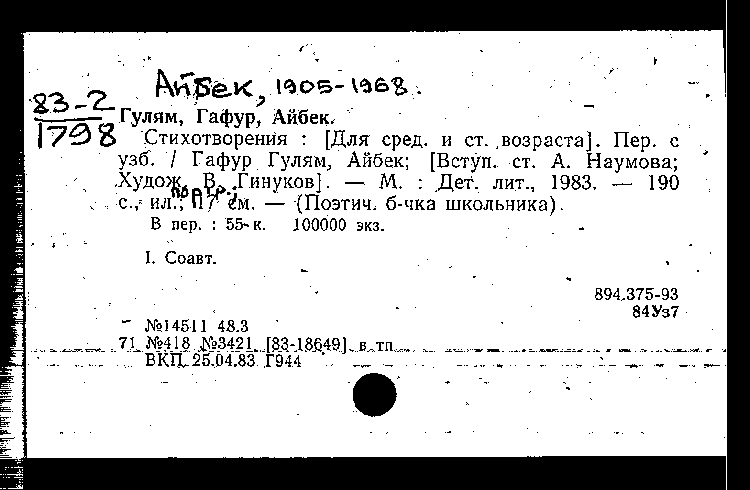 Айбек, 1905-1968.
83-2
1798
Гулям, Гафур, Айбек.
Стихотворения : [Для сред. и ст. возраста]. Пер. с
узб. / Гафур Гулям, Айбек; [Вступ. ст. А. Наумова;
Худож. В. Гинуков]. — М. : Дет. лит., 1983. — 190
портр.;
с., ил.; 17 см. — (Поэтич. б-чка школьника).
В пер. : 55 к. 100000 экз.
I. Соавт.
894.375-93
84Уз7
№14511 48.3
71 №418 №3421 [83-18649] в тп
ВКП 25.04.83 Г944